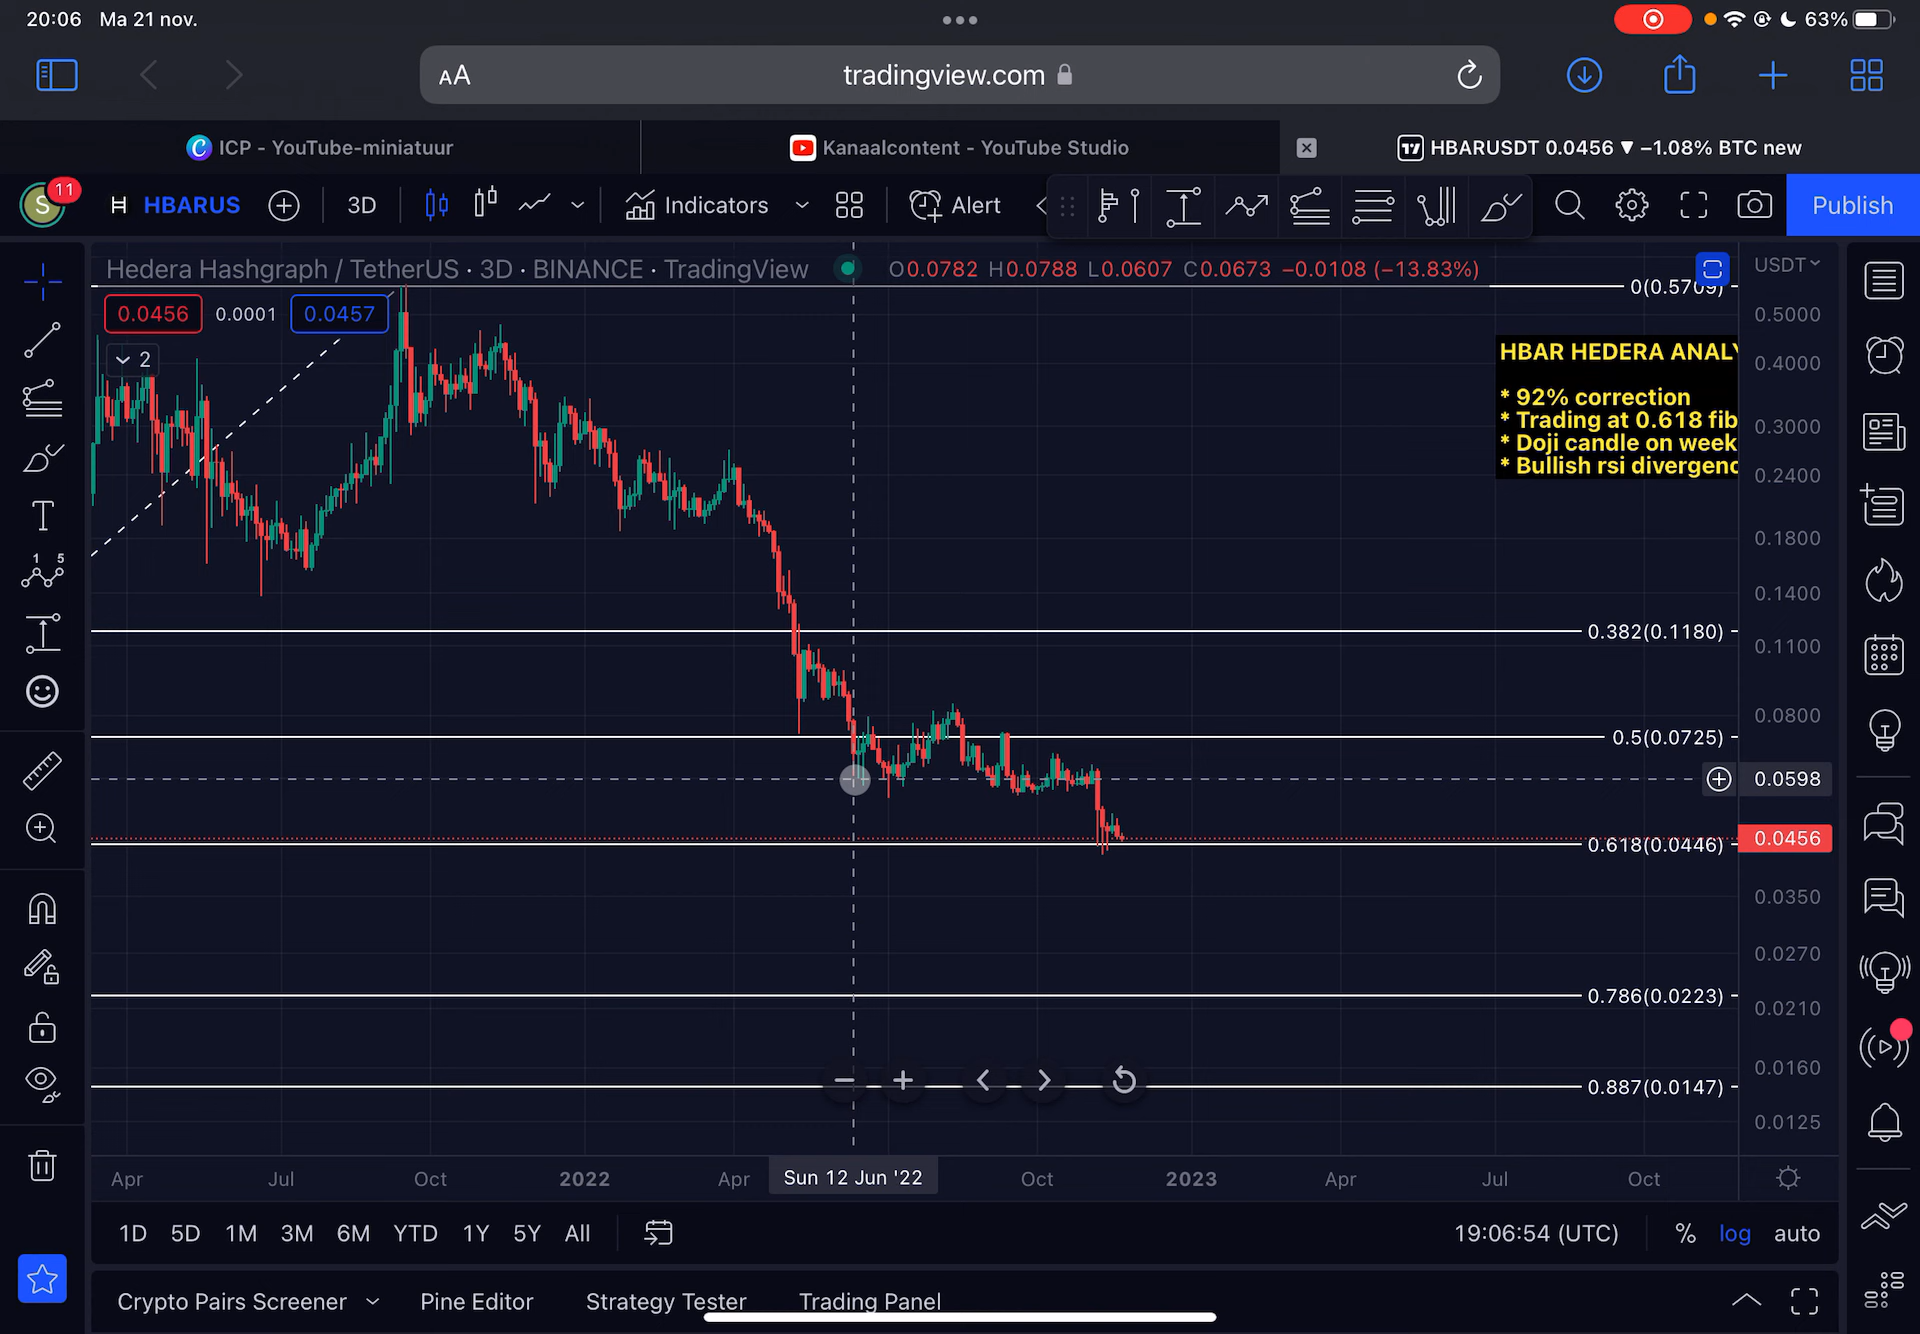 20:06 Ma 21 nov.
63%
AA tradingview.com
ICP - YouTube-miniatuur
Kanaalcontent - YouTube Studio
HBARUSDT 0.0456 ▼ −1.08% BTC new
S 11 H HBARUS 3D Indicators Alert Publish
Hedera Hashgraph / TetherUS · 3D · BINANCE · TradingView O0.0782 H0.0788 L0.0607 C0.0673 −0.0108 (−13.83%)
USDT
0(0.5709)
0.0456 0.0001 0.0457
2
HBAR HEDERA ANALY
* 92% correction
* Trading at 0.618 fib
* Doji candle on week
* Bullish rsi divergenc
0.5000
0.4000
0.3000
0.2400
0.1800
0.1400
0.382(0.1180)
0.1100
0.0800
0.5(0.0725)
0.0598
0.0456
0.618(0.0446)
0.0350
0.0270
0.786(0.0223)
0.0210
0.0160
0.887(0.0147)
0.0125
Apr Jul Oct 2022 Apr Sun 12 Jun '22 Oct 2023 Apr Jul Oct
1D 5D 1M 3M 6M YTD 1Y 5Y All 19:06:54 (UTC) % log auto
Crypto Pairs Screener Pine Editor Strategy Tester Trading Panel